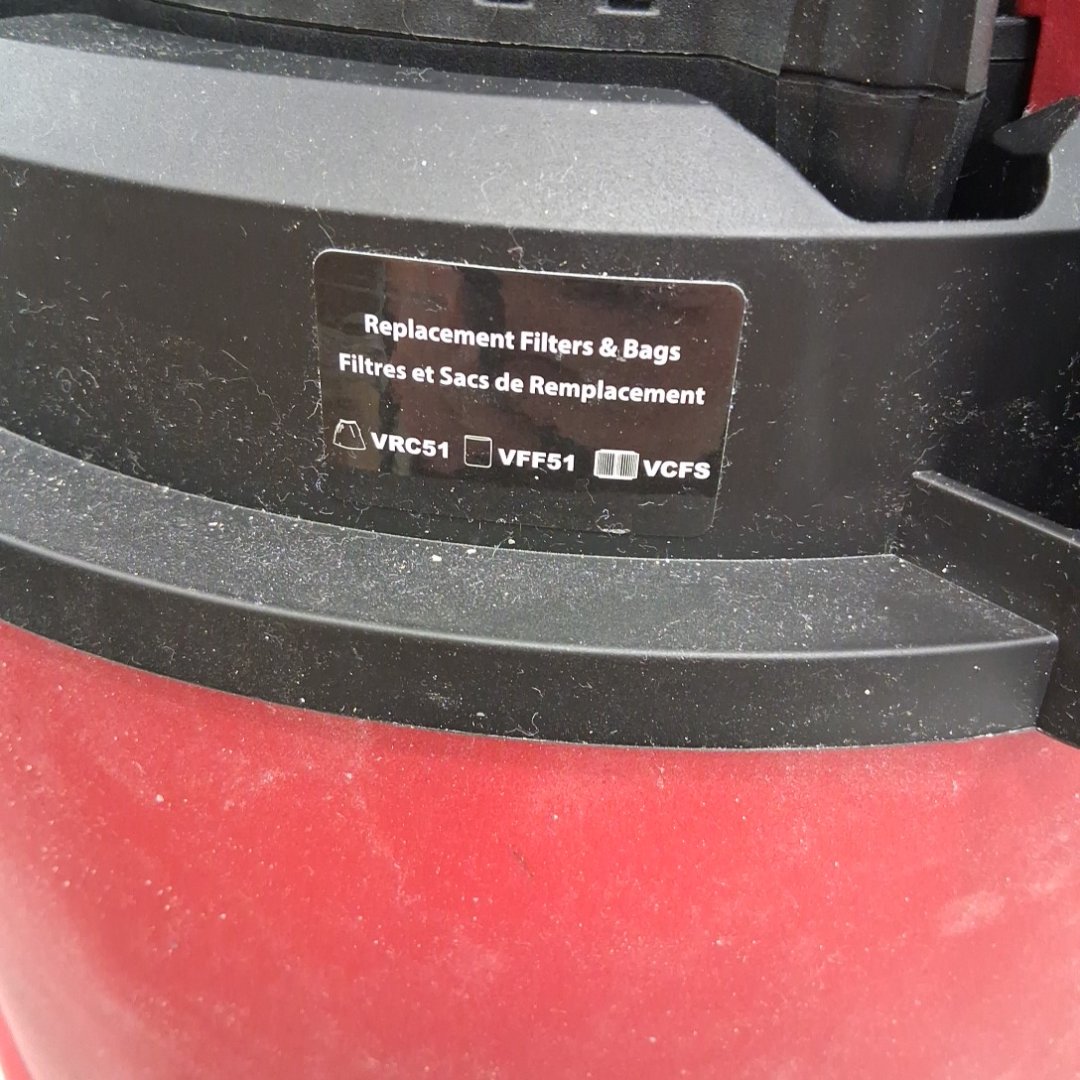 Replacement Filters & Bags
Filtres et Sacs de Remplacement
VRC51 VFF51 VCFS